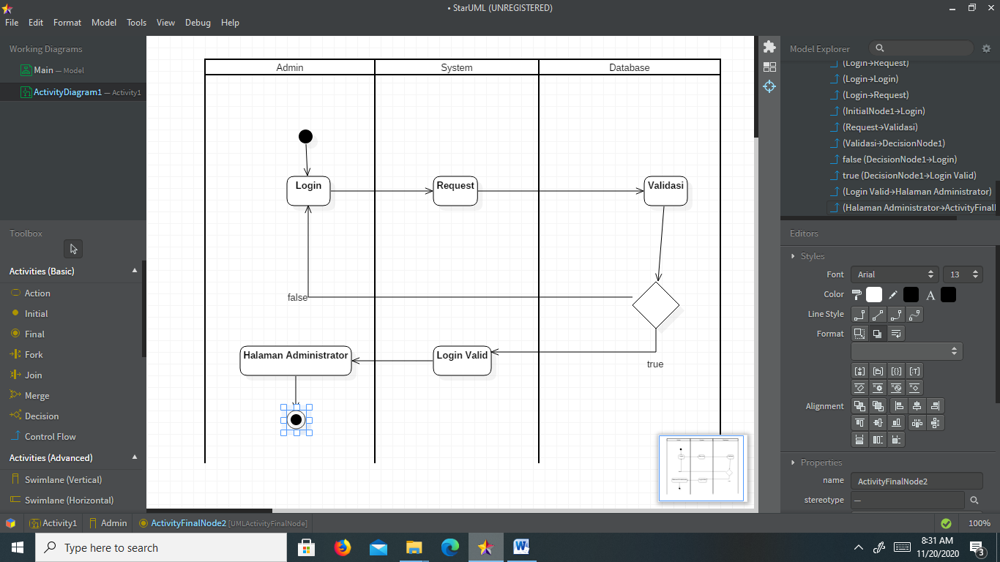 • StarUML (UNREGISTERED)
File Edit Format Model Tools View Debug Help
Working Diagrams
Main — Model
ActivityDiagram1 — Activity1
Toolbox
Activities (Basic)
Action
Initial
Final
Fork
Join
Merge
Decision
Control Flow
Activities (Advanced)
Swimlane (Vertical)
Swimlane (Horizontal)
Admin System Database
Login Request Validasi
false
Halaman Administrator Login Valid
true
Model Explorer
(Login→Request)
(Login→Login)
(Login→Request)
(InitialNode1→Login)
(Request→Validasi)
(Validasi→DecisionNode1)
false (DecisionNode1→Login)
true (DecisionNode1→Login Valid)
(Login Valid→Halaman Administrator)
(Halaman Administrator→ActivityFinal
Editors
Styles
Font Arial 13
Color A
Line Style
Format
Alignment
Properties
name ActivityFinalNode2
stereotype —
Activity1 Admin ActivityFinalNode2 [UMLActivityFinalNode] 100%
Type here to search
8:31 AM
11/20/2020
3